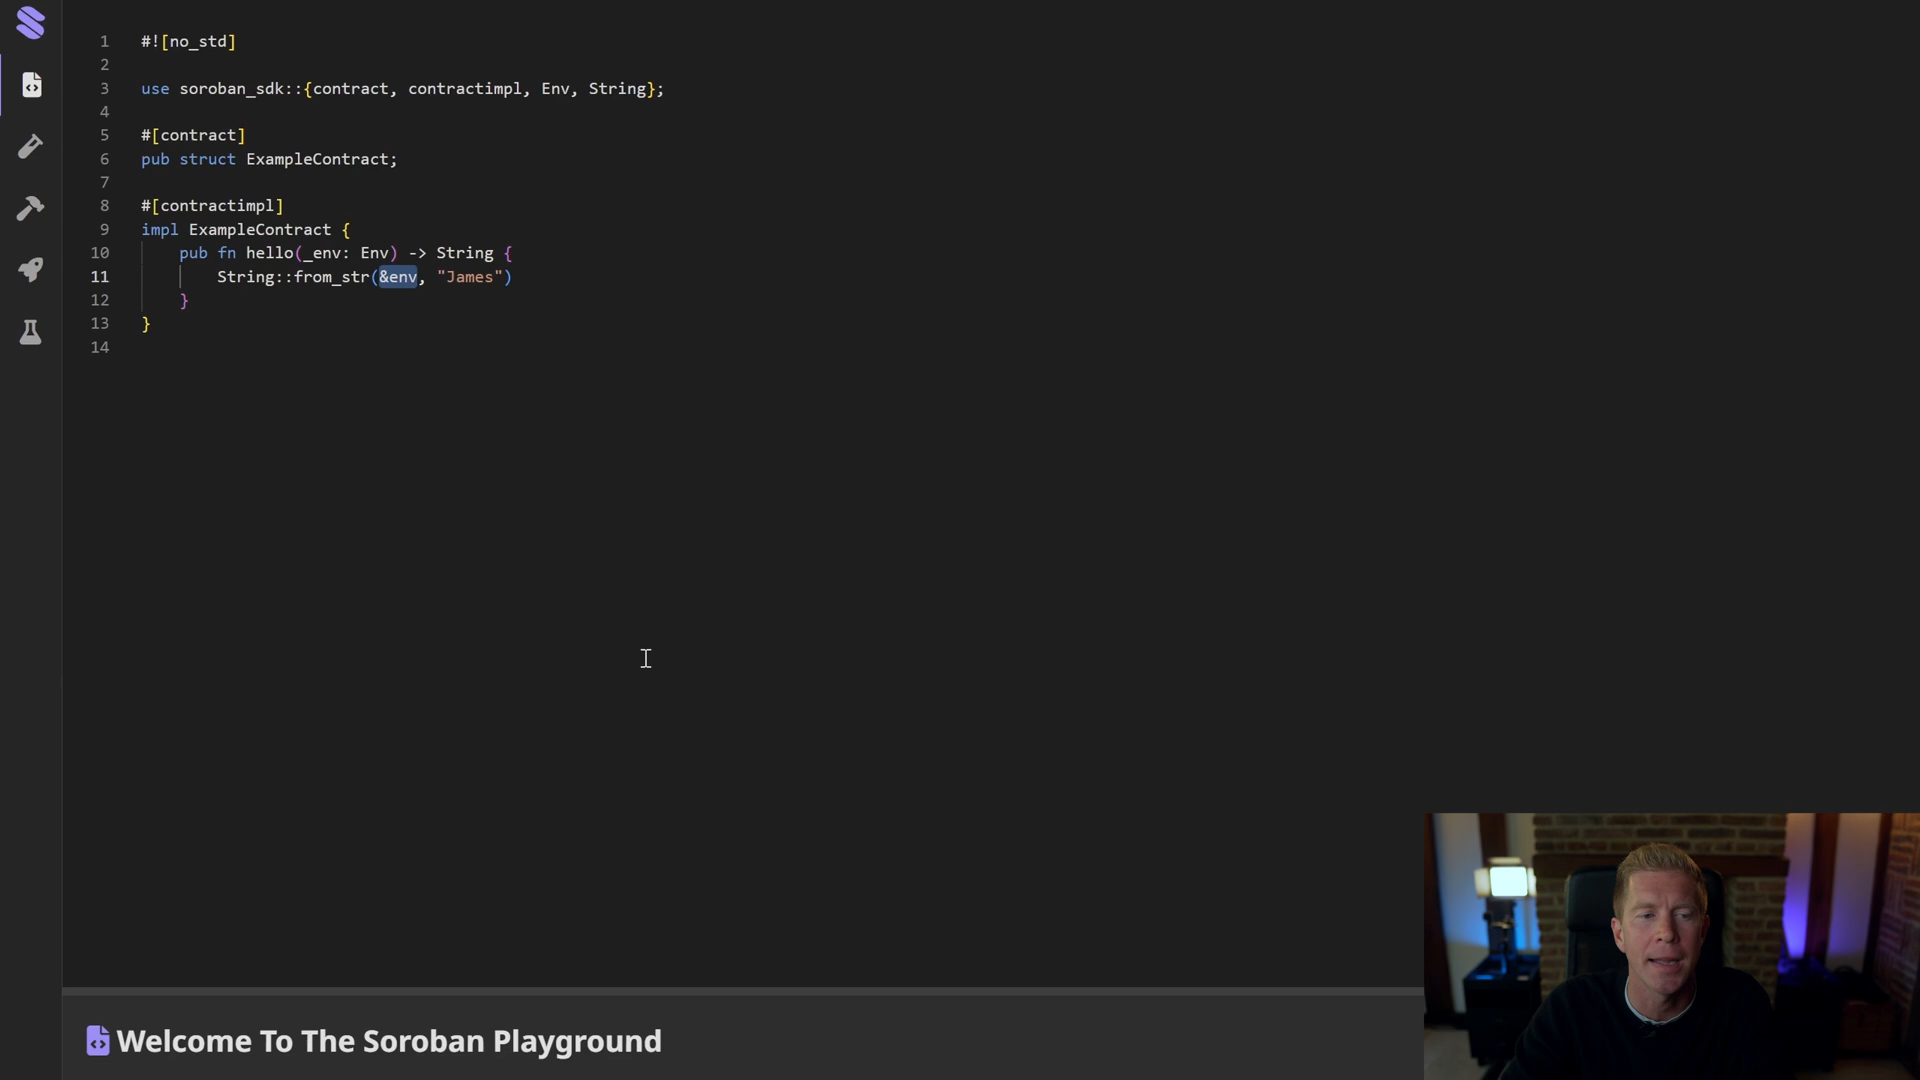 1 #![no_std]
2
3 use soroban_sdk::{contract, contractimpl, Env, String};
4
5 #[contract]
6 pub struct ExampleContract;
7
8 #[contractimpl]
9 impl ExampleContract {
10 pub fn hello(_env: Env) -> String {
11 String::from_str(&env, "James")
12 }
13 }
14
Welcome To The Soroban Playground